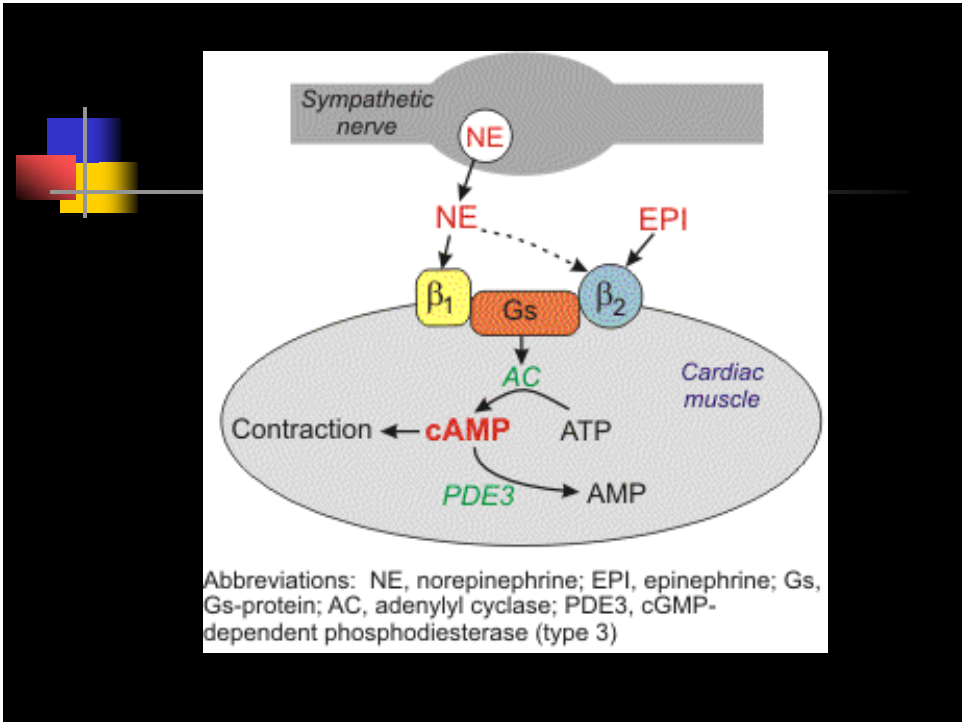 Sympathetic
nerve
NE
NE
EPI
β1
Gs
β2
AC
Cardiac
muscle
Contraction
cAMP
ATP
PDE3
AMP
Abbreviations: NE, norepinephrine; EPI, epinephrine; Gs,
Gs-protein; AC, adenylyl cyclase; PDE3, cGMP-
dependent phosphodiesterase (type 3)